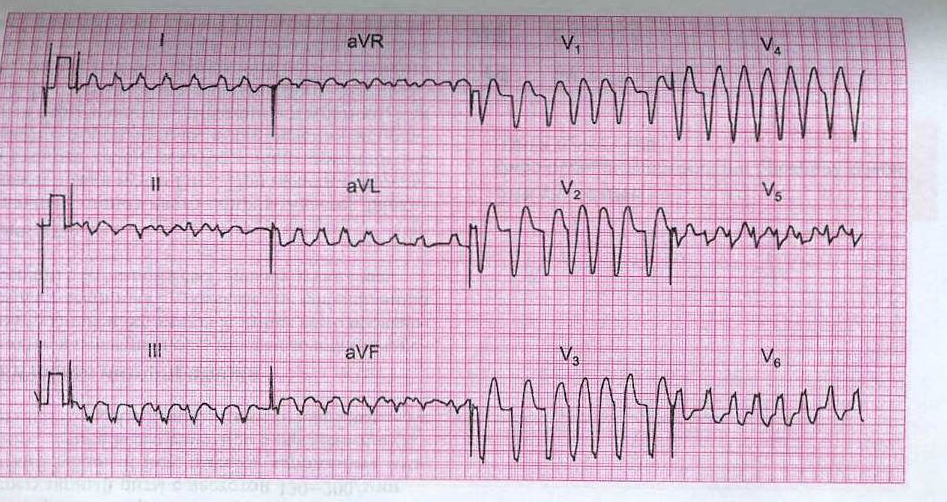 I aVR V₁ V₄
II aVL V₂ V₅
III aVF V₃ V₆